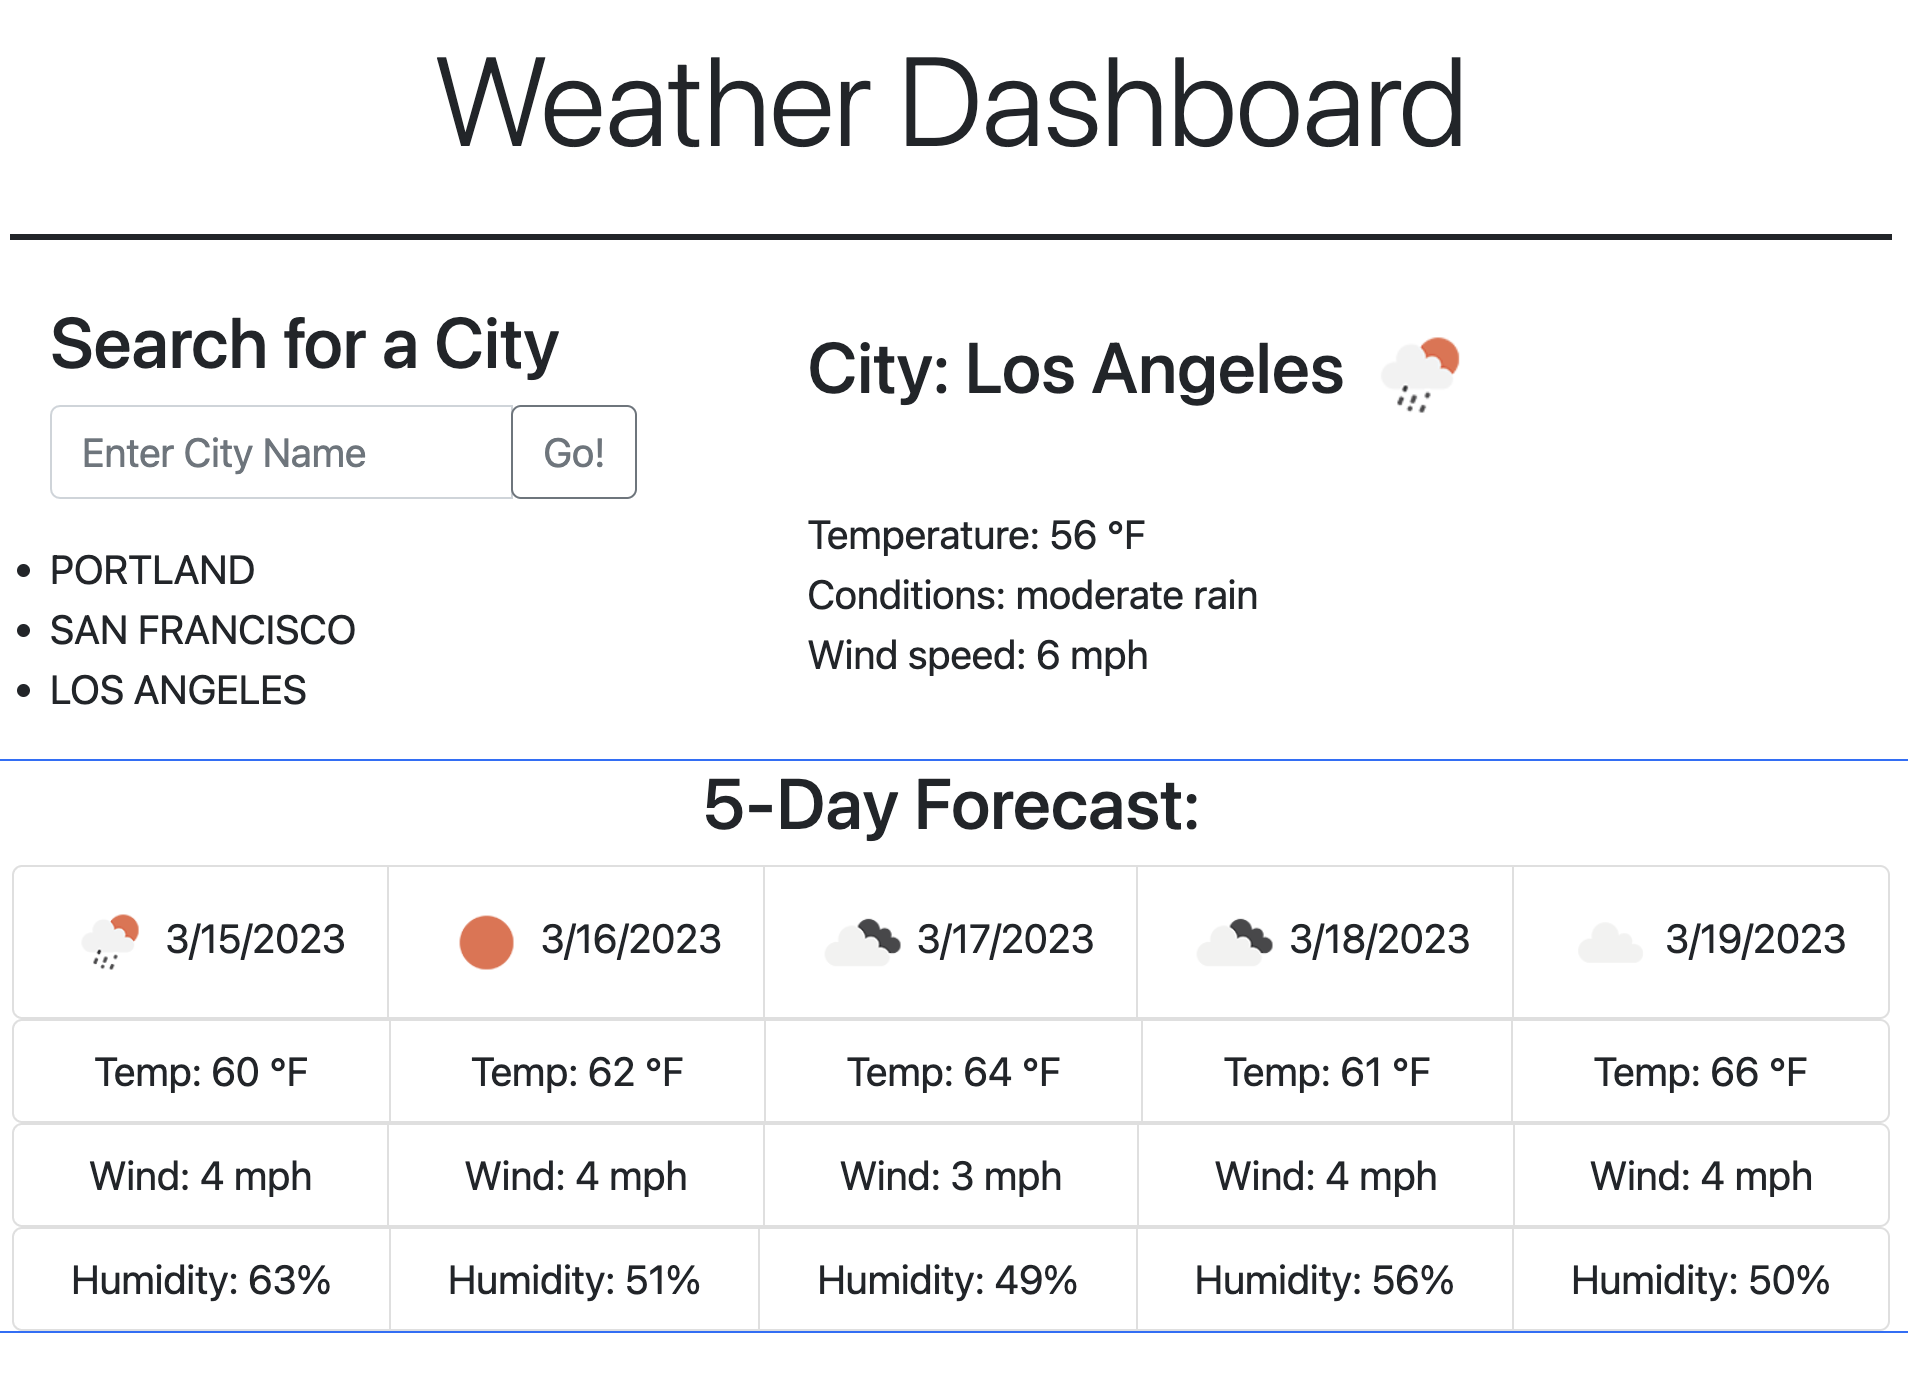 Weather Dashboard
Search for a City
Enter City Name
Go!
• PORTLAND
• SAN FRANCISCO
• LOS ANGELES
City: Los Angeles
Temperature: 56 °F
Conditions: moderate rain
Wind speed: 6 mph
5-Day Forecast:
3/15/2023 3/16/2023 3/17/2023 3/18/2023 3/19/2023
Temp: 60 °F Temp: 62 °F Temp: 64 °F Temp: 61 °F Temp: 66 °F
Wind: 4 mph Wind: 4 mph Wind: 3 mph Wind: 4 mph Wind: 4 mph
Humidity: 63% Humidity: 51% Humidity: 49% Humidity: 56% Humidity: 50%